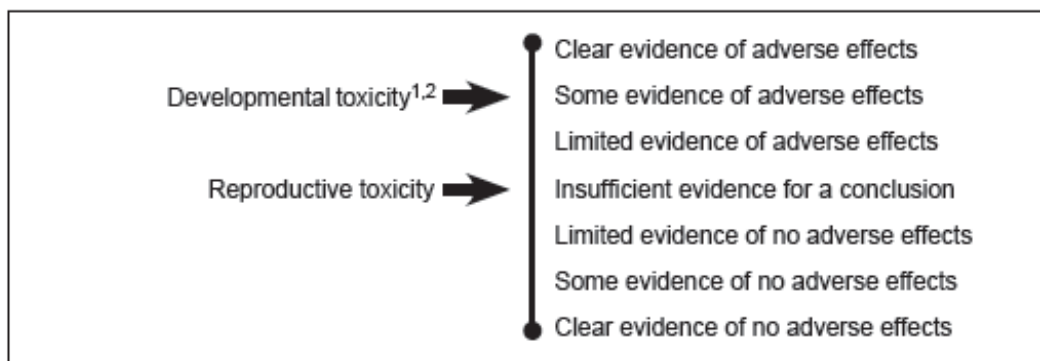 Clear evidence of adverse effects
Developmental toxicity1,2
Some evidence of adverse effects
Limited evidence of adverse effects
Reproductive toxicity
Insufficient evidence for a conclusion
Limited evidence of no adverse effects
Some evidence of no adverse effects
Clear evidence of no adverse effects